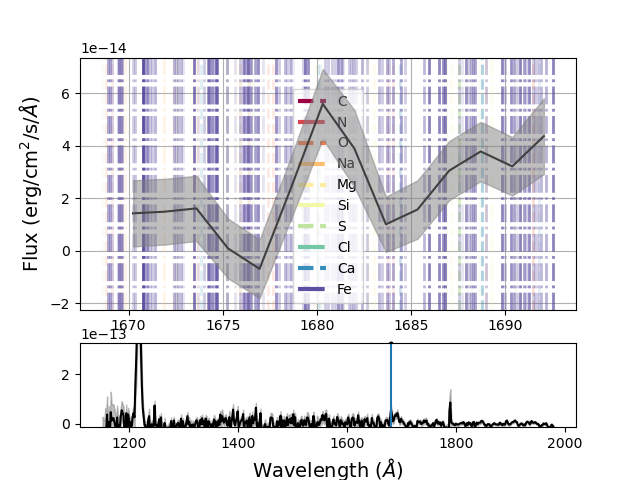 1e−14
6
4
2
0
−2
Flux (erg/cm²/s/Å)
C
N
O
Na
Mg
Si
S
Cl
Ca
Fe
1670 1675 1680 1685 1690
1e−13
2
0
1200 1400 1600 1800 2000
Wavelength (Å)